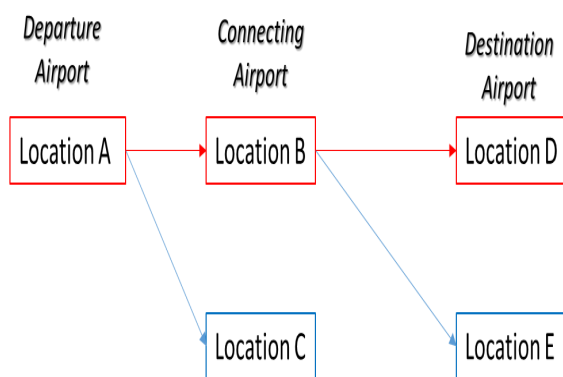 Departure
Airport
Connecting
Airport
Destination
Airport
Location A
Location B
Location D
Location C
Location E